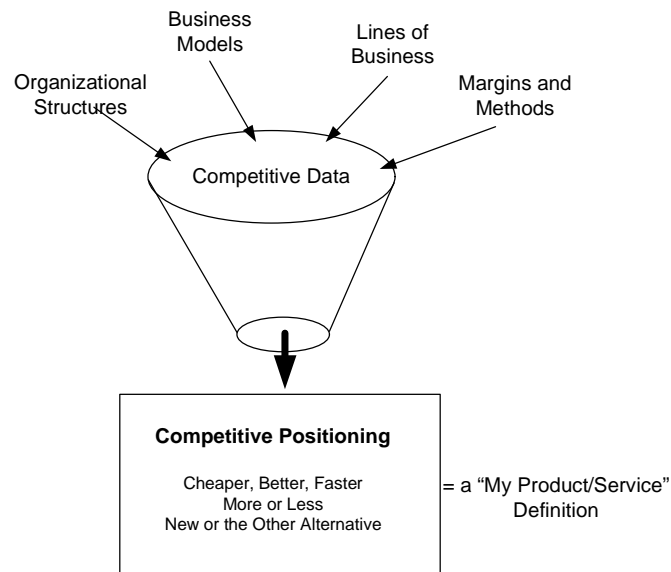 Business
Models
Lines of
Business
Organizational
Structures
Margins and
Methods
Competitive Data
Competitive Positioning
Cheaper, Better, Faster
More or Less
New or the Other Alternative
= a “My Product/Service”
Definition